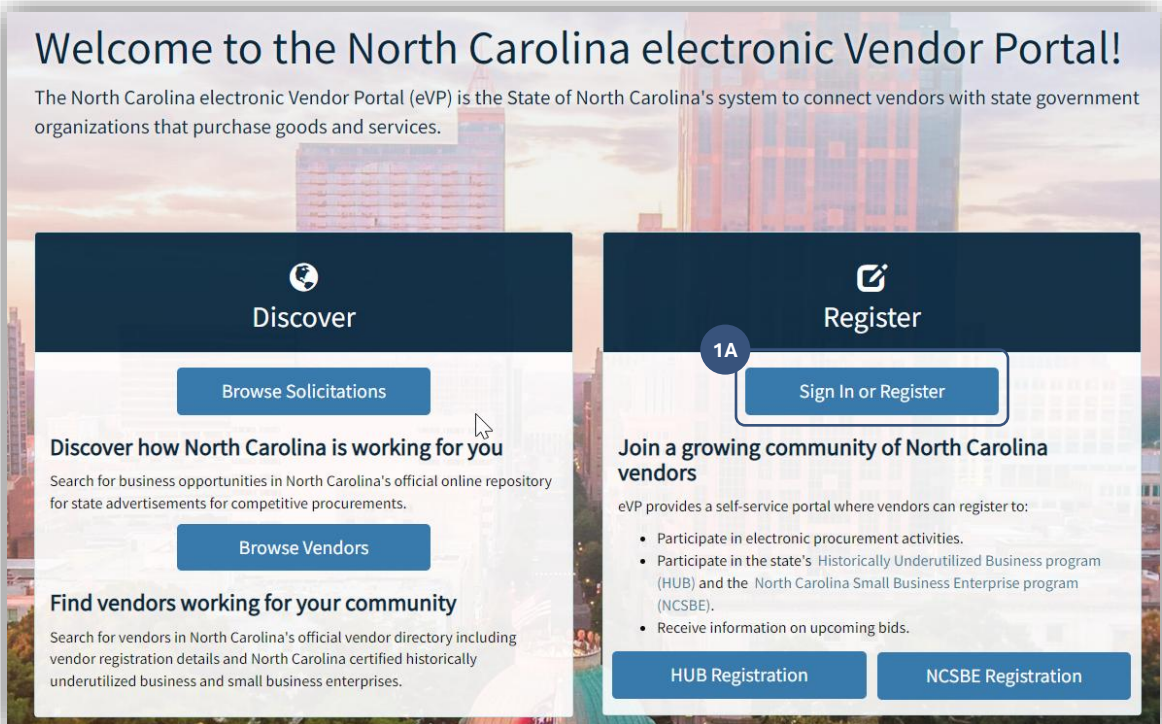 Welcome to the North Carolina electronic Vendor Portal!
The North Carolina electronic Vendor Portal (eVP) is the State of North Carolina's system to connect vendors with state government
organizations that purchase goods and services.
Discover
Browse Solicitations
Discover how North Carolina is working for you
Search for business opportunities in North Carolina's official online repository
for state advertisements for competitive procurements.
Browse Vendors
Find vendors working for your community
Search for vendors in North Carolina's official vendor directory including
vendor registration details and North Carolina certified historically
underutilized business and small business enterprises.
Register
1A
Sign In or Register
Join a growing community of North Carolina
vendors
eVP provides a self-service portal where vendors can register to:
• Participate in electronic procurement activities.
• Participate in the state's Historically Underutilized Business program
(HUB) and the North Carolina Small Business Enterprise program
(NCSBE).
• Receive information on upcoming bids.
HUB Registration
NCSBE Registration